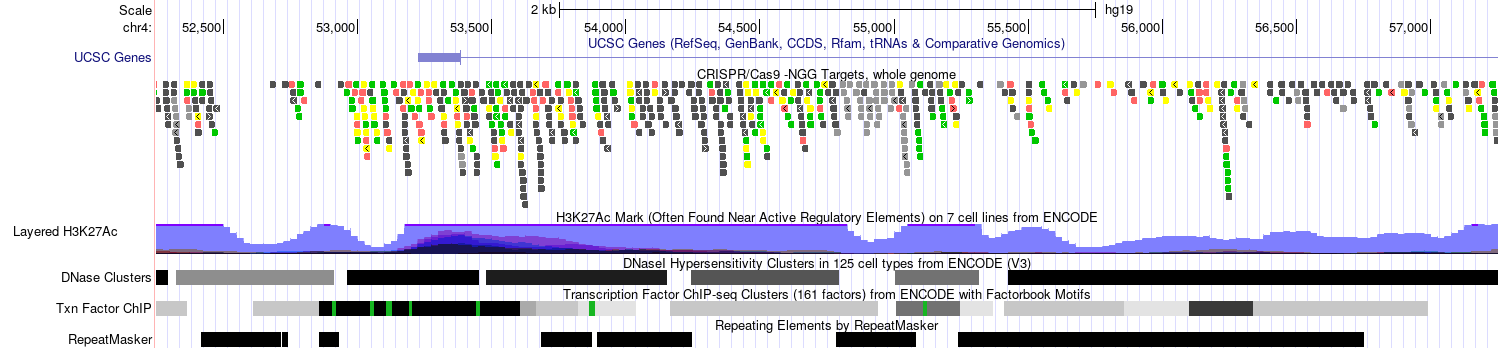 Scale 2 kb hg19
chr4: 52,500 53,000 53,500 54,000 54,500 55,000 55,500 56,000 56,500 57,000
UCSC Genes (RefSeq, GenBank, CCDS, Rfam, tRNAs & Comparative Genomics)
UCSC Genes
CRISPR/Cas9 -NGG Targets, whole genome
H3K27Ac Mark (Often Found Near Active Regulatory Elements) on 7 cell lines from ENCODE
Layered H3K27Ac
DNaseI Hypersensitivity Clusters in 125 cell types from ENCODE (V3)
DNase Clusters
Transcription Factor ChIP-seq Clusters (161 factors) from ENCODE with Factorbook Motifs
Txn Factor ChIP
Repeating Elements by RepeatMasker
RepeatMasker